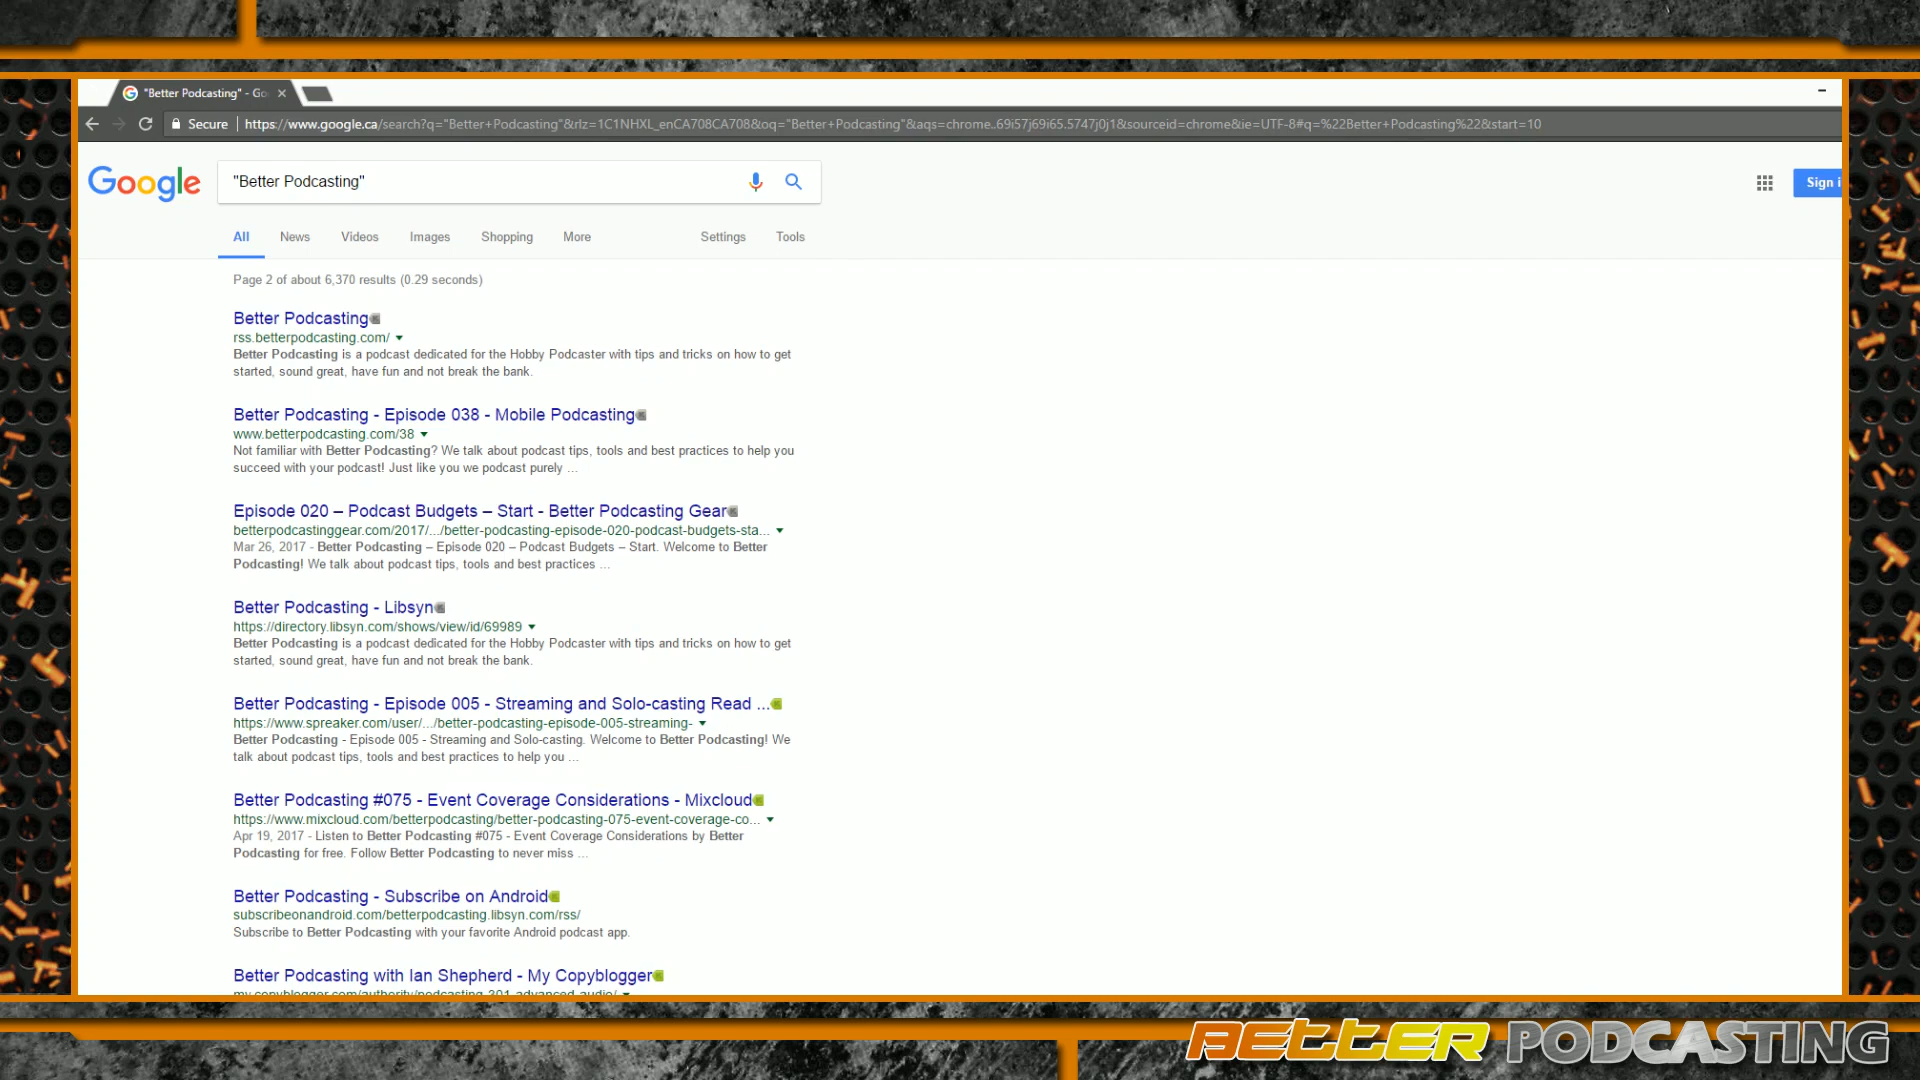 "Better Podcasting" - Go
Secure https://www.google.ca/search?q="Better+Podcasting"&rlz=1C1NHXL_enCA708CA708&oq="Better+Podcasting"&aqs=chrome..69i57j69i65.5747j0j1&sourceid=chrome&ie=UTF-8#q=%22Better+Podcasting%22&start=10
Google "Better Podcasting"
Sign i
All News Videos Images Shopping More Settings Tools
Page 2 of about 6,370 results (0.29 seconds)
Better Podcasting
rss.betterpodcasting.com/
Better Podcasting is a podcast dedicated for the Hobby Podcaster with tips and tricks on how to get
started, sound great, have fun and not break the bank.
Better Podcasting - Episode 038 - Mobile Podcasting
www.betterpodcasting.com/38
Not familiar with Better Podcasting? We talk about podcast tips, tools and best practices to help you
succeed with your podcast! Just like you we podcast purely ...
Episode 020 – Podcast Budgets – Start - Better Podcasting Gear
betterpodcastinggear.com/2017/.../better-podcasting-episode-020-podcast-budgets-sta...
Mar 26, 2017 - Better Podcasting – Episode 020 – Podcast Budgets – Start. Welcome to Better
Podcasting! We talk about podcast tips, tools and best practices ...
Better Podcasting - Libsyn
https://directory.libsyn.com/shows/view/id/69989
Better Podcasting is a podcast dedicated for the Hobby Podcaster with tips and tricks on how to get
started, sound great, have fun and not break the bank.
Better Podcasting - Episode 005 - Streaming and Solo-casting Read ...
https://www.spreaker.com/user/.../better-podcasting-episode-005-streaming-
Better Podcasting - Episode 005 - Streaming and Solo-casting. Welcome to Better Podcasting! We
talk about podcast tips, tools and best practices to help you ...
Better Podcasting #075 - Event Coverage Considerations - Mixcloud
https://www.mixcloud.com/betterpodcasting/better-podcasting-075-event-coverage-co...
Apr 19, 2017 - Listen to Better Podcasting #075 - Event Coverage Considerations by Better
Podcasting for free. Follow Better Podcasting to never miss ...
Better Podcasting - Subscribe on Android
subscribeonandroid.com/betterpodcasting.libsyn.com/rss/
Subscribe to Better Podcasting with your favorite Android podcast app.
Better Podcasting with Ian Shepherd - My Copyblogger
my.copyblogger.com/authority/podcasting-301-advanced-audio/
BETTER PODCASTING